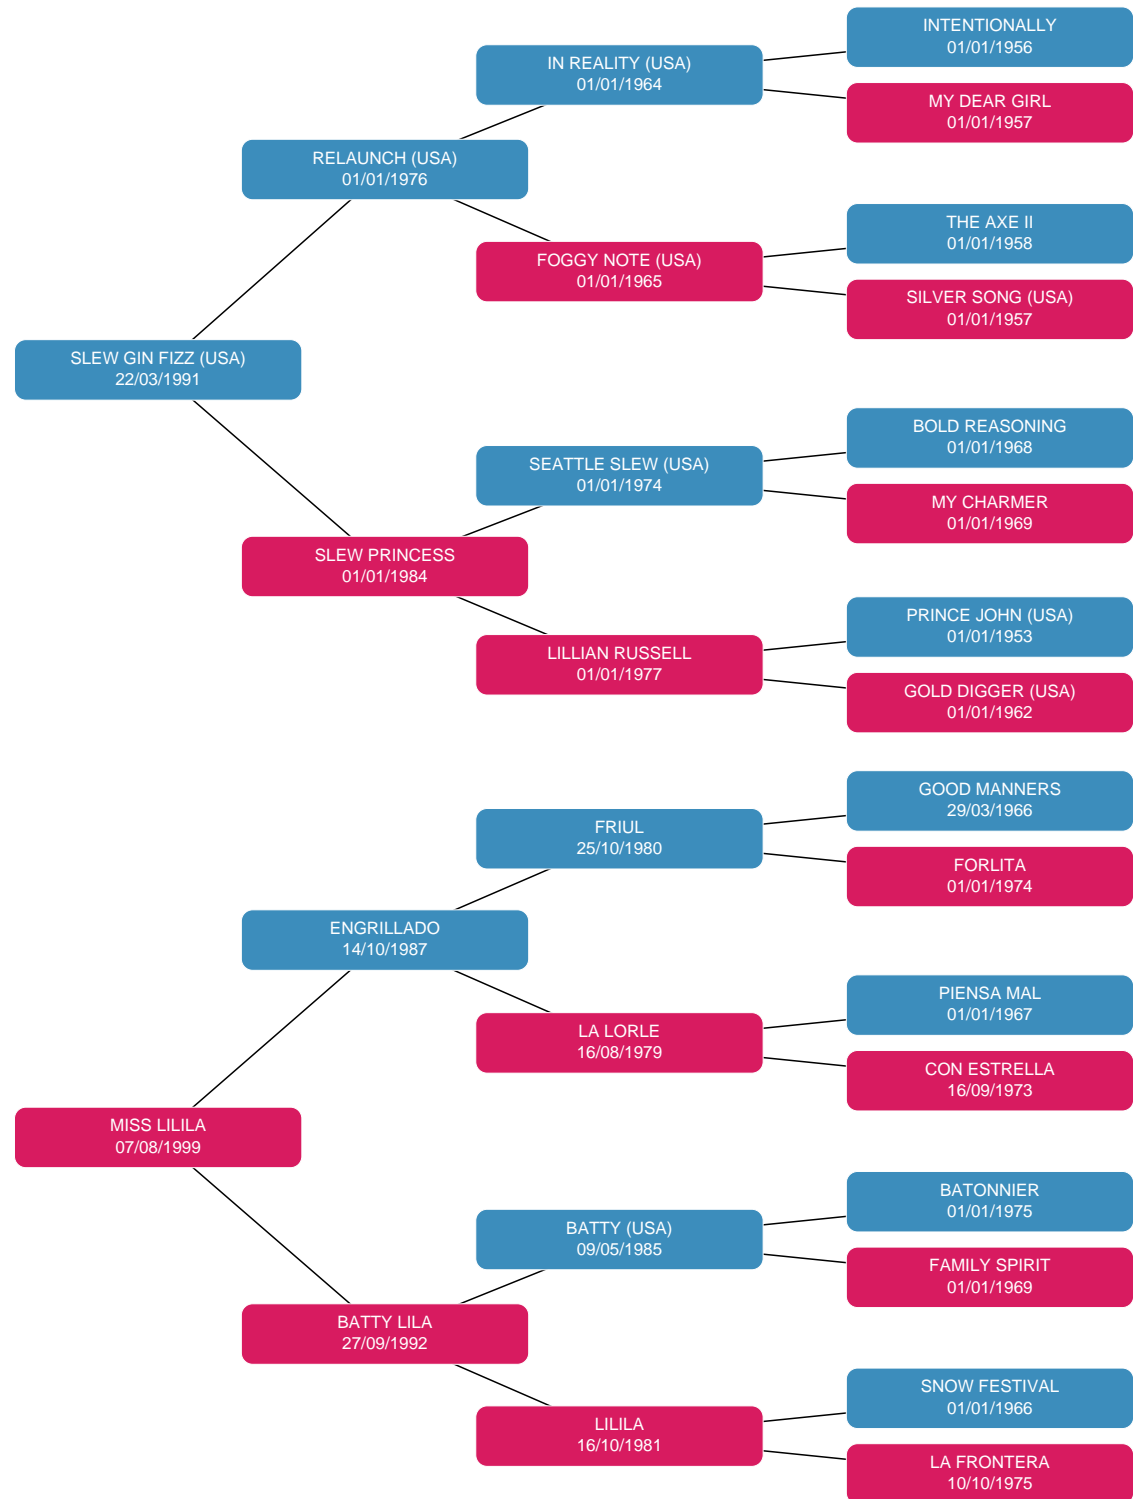 INTENTIONALLY
01/01/1956
IN REALITY (USA)
01/01/1964
MY DEAR GIRL
01/01/1957
RELAUNCH (USA)
01/01/1976
THE AXE II
01/01/1958
FOGGY NOTE (USA)
01/01/1965
SILVER SONG (USA)
01/01/1957
SLEW GIN FIZZ (USA)
22/03/1991
BOLD REASONING
01/01/1968
SEATTLE SLEW (USA)
01/01/1974
MY CHARMER
01/01/1969
SLEW PRINCESS
01/01/1984
PRINCE JOHN (USA)
01/01/1953
LILLIAN RUSSELL
01/01/1977
GOLD DIGGER (USA)
01/01/1962
GOOD MANNERS
29/03/1966
FRIUL
25/10/1980
FORLITA
01/01/1974
ENGRILLADO
14/10/1987
PIENSA MAL
01/01/1967
LA LORLE
16/08/1979
CON ESTRELLA
16/09/1973
MISS LILILA
07/08/1999
BATONNIER
01/01/1975
BATTY (USA)
09/05/1985
FAMILY SPIRIT
01/01/1969
BATTY LILA
27/09/1992
SNOW FESTIVAL
01/01/1966
LILILA
16/10/1981
LA FRONTERA
10/10/1975